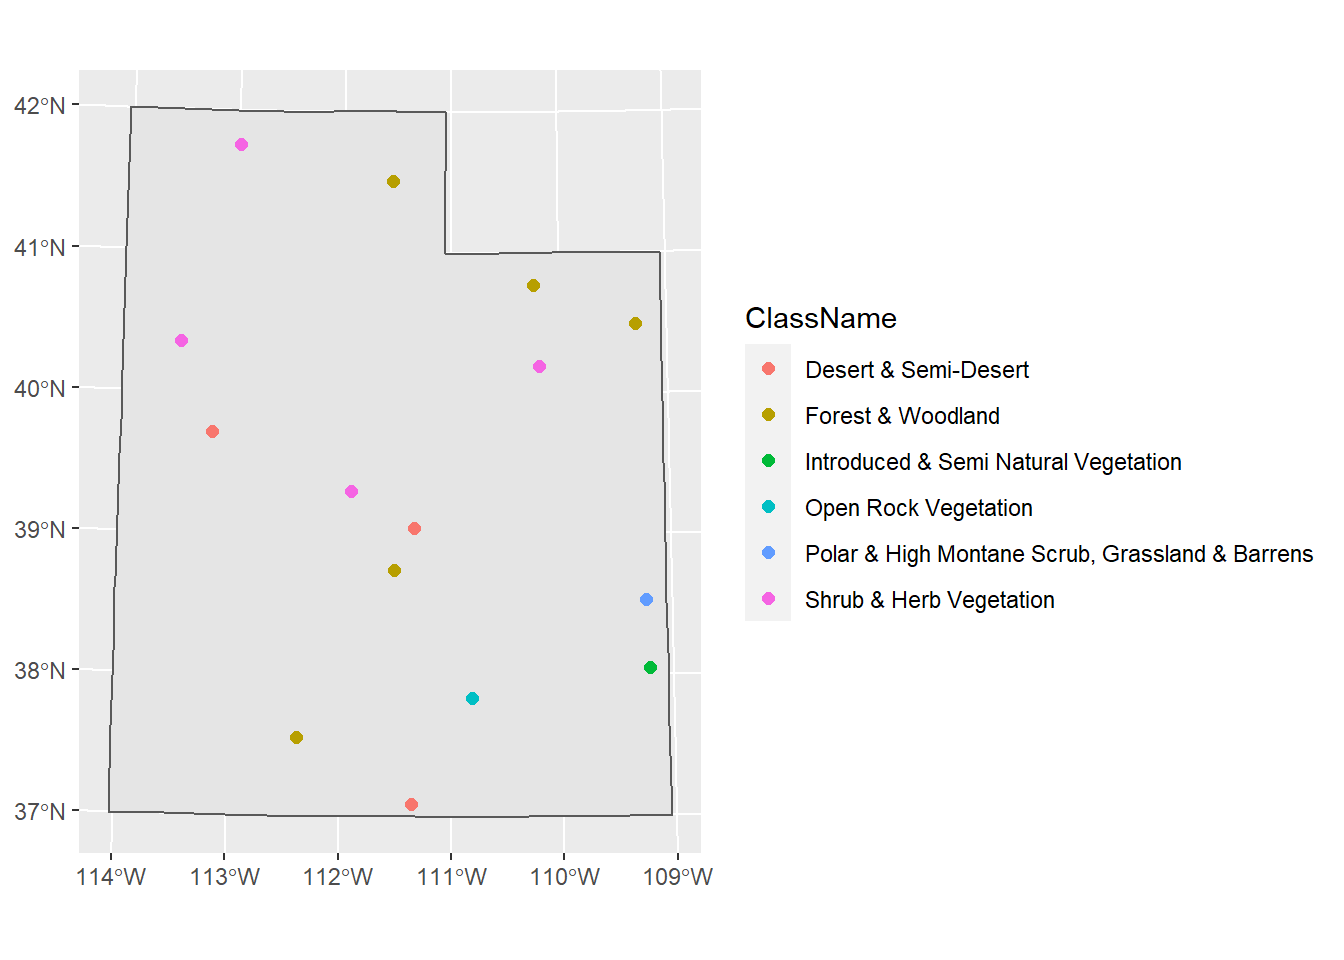 42°N
41°N
40°N
39°N
38°N
37°N
114°W 113°W 112°W 111°W 110°W 109°W
ClassName
Desert & Semi-Desert
Forest & Woodland
Introduced & Semi Natural Vegetation
Open Rock Vegetation
Polar & High Montane Scrub, Grassland & Barrens
Shrub & Herb Vegetation